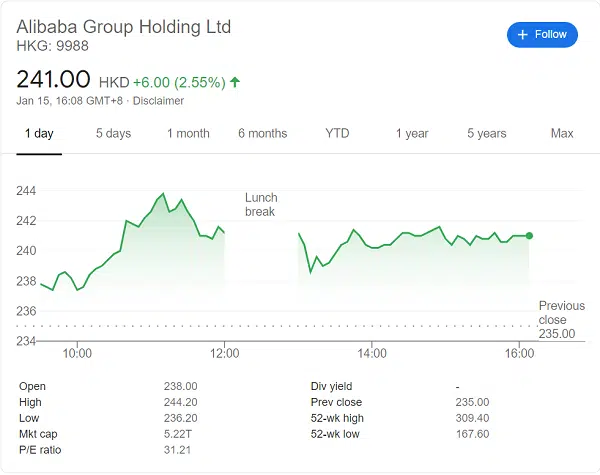 Alibaba Group Holding Ltd
HKG: 9988
+ Follow
241.00 HKD +6.00 (2.55%) ↑
Jan 15, 16:08 GMT+8 · Disclaimer
1 day 5 days 1 month 6 months YTD 1 year 5 years Max
244
242
240
238
236
234
Lunch
break
Previous
close
235.00
10:00 12:00 14:00 16:00
Open 238.00
High 244.20
Low 236.20
Mkt cap 5.22T
P/E ratio 31.21
Div yield -
Prev close 235.00
52-wk high 309.40
52-wk low 167.60